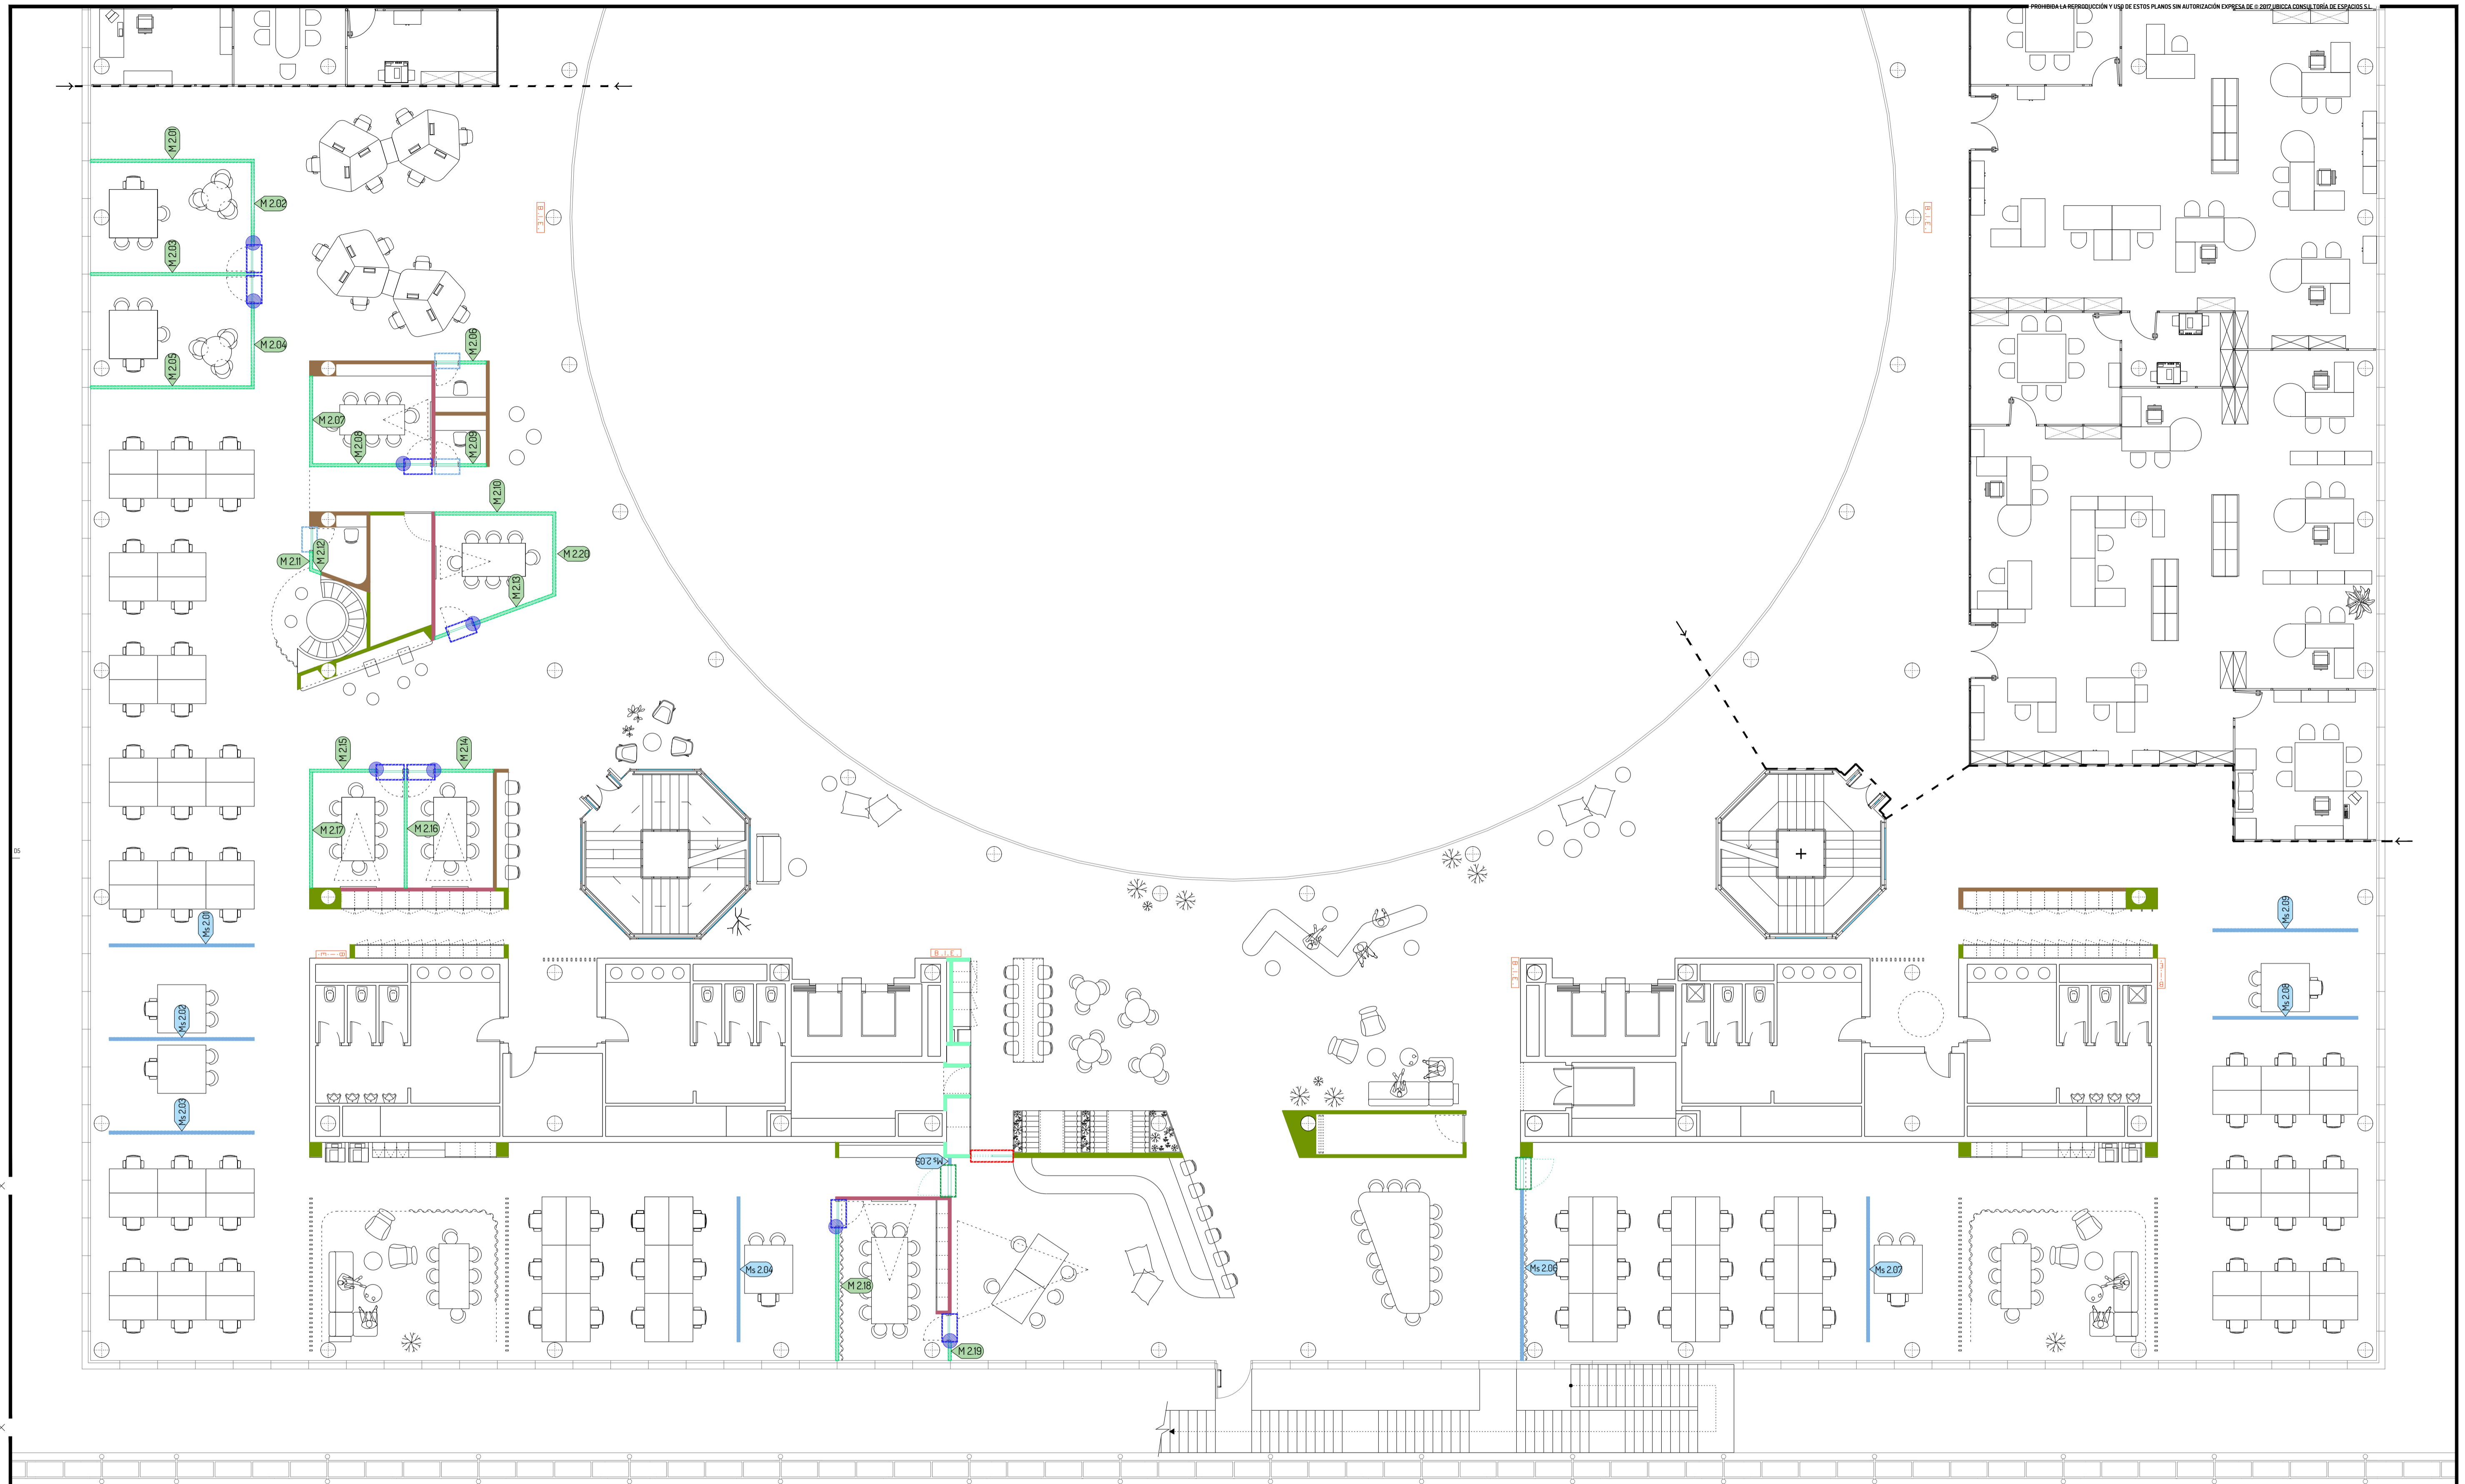 PROHIBIDA LA REPRODUCCIÓN Y USO DE ESTOS PLANOS SIN AUTORIZACIÓN EXPRESA DE © 2017 UBICCA CONSULTORÍA DE ESPACIOS S.L.
M 2.01
M 2.02
M 2.03
M 2.04
M 2.05
M 2.06
M 2.07
M 2.08
M 2.09
M 2.10
M 2.11
M 2.12
M 2.20
M 2.13
M 2.15
M 2.14
M 2.17
M 2.16
D5
Ms 2.01
Ms 2.09
B.I.E.
B.I.E.
B.I.E.
B.I.E.
B.I.E.
B.I.E.
Ms 2.02
Ms 2.08
Ms 2.03
Ms 2.05
Ms 2.04
M 2.18
Ms 2.06
Ms 2.07
M 2.19